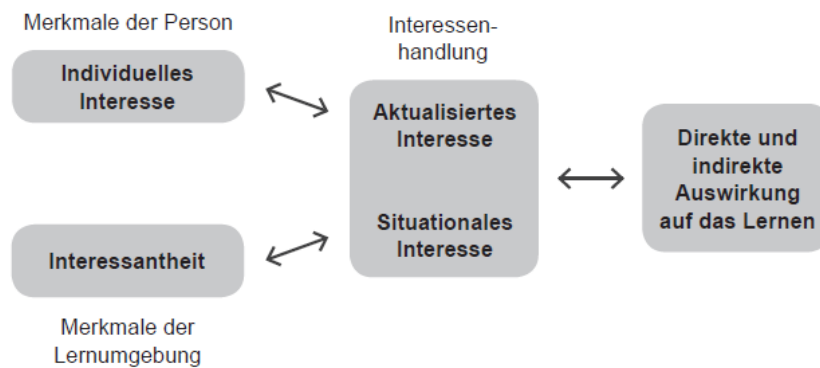 Merkmale der Person
Individuelles
Interesse
Interessantheit
Merkmale der
Lernumgebung
Interessen-
handlung
Aktualisiertes
Interesse
Situationales
Interesse
Direkte und
indirekte
Auswirkung
auf das Lernen